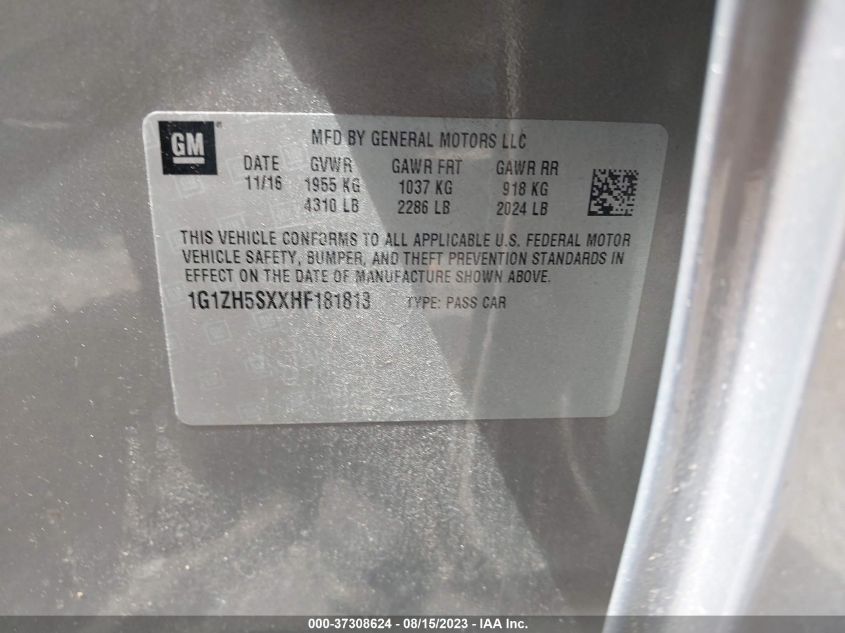 GM
MFD BY GENERAL MOTORS LLC
DATE GVWR GAWR FRT GAWR RR
11/16 1955 KG 1037 KG 918 KG
4310 LB 2286 LB 2024 LB
THIS VEHICLE CONFORMS TO ALL APPLICABLE U.S. FEDERAL MOTOR
VEHICLE SAFETY, BUMPER, AND THEFT PREVENTION STANDARDS IN
EFFECT ON THE DATE OF MANUFACTURE SHOWN ABOVE.
1G1ZH5SXXHF181813 TYPE: PASS CAR
000-37308624 - 08/15/2023 - IAA Inc.